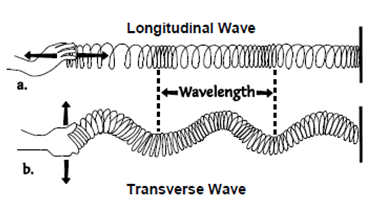 Longitudinal Wave
a.
Wavelength
b.
Transverse Wave